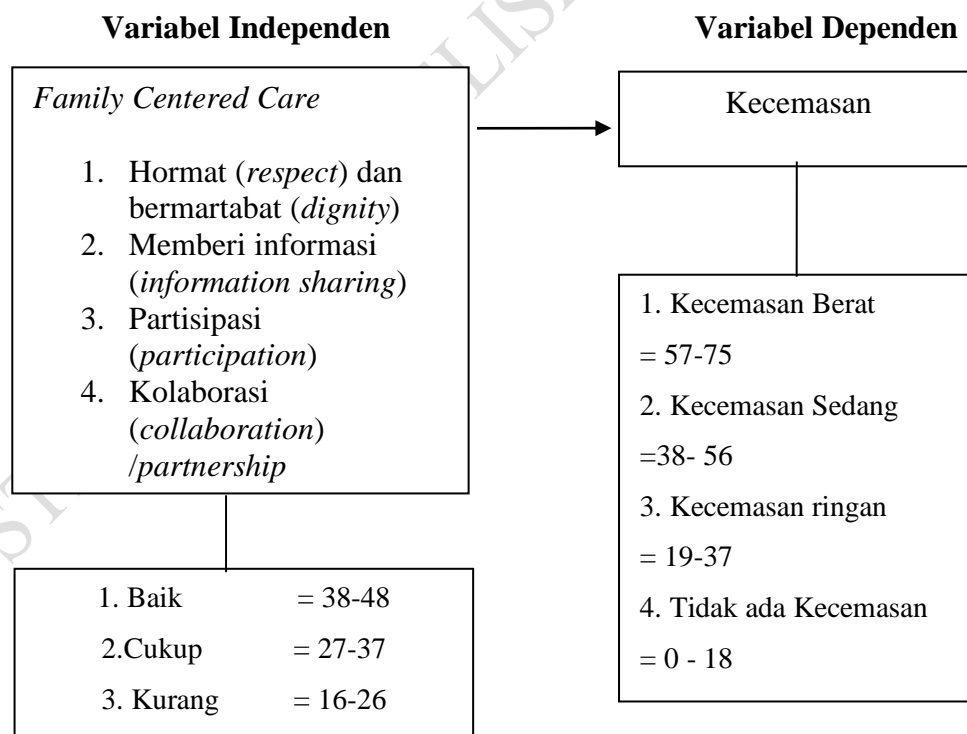 Variabel Independen
Family Centered Care
1. Hormat (respect) dan
bermartabat (dignity)
2. Memberi informasi
(information sharing)
3. Partisipasi
(participation)
4. Kolaborasi
(collaboration)
/partnership
1. Baik = 38-48
2.Cukup = 27-37
3. Kurang = 16-26
Variabel Dependen
Kecemasan
1. Kecemasan Berat
= 57-75
2. Kecemasan Sedang
=38- 56
3. Kecemasan ringan
= 19-37
4. Tidak ada Kecemasan
= 0 - 18